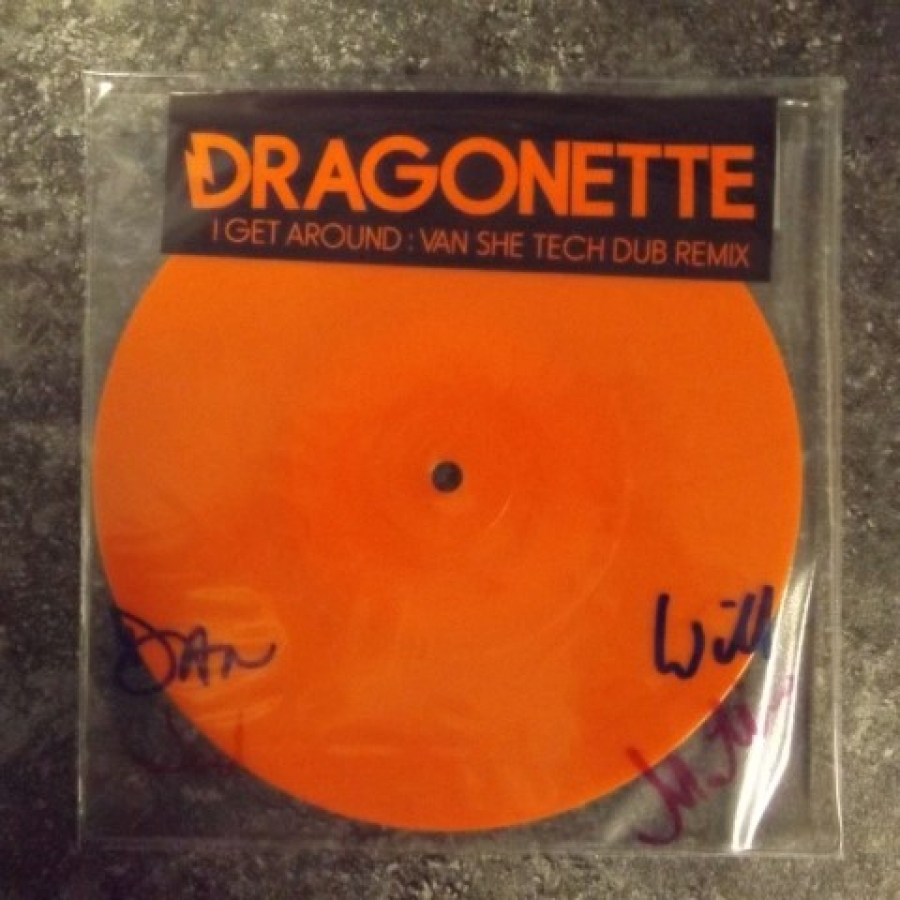 DRAGONETTE
I GET AROUND : VAN SHE TECH DUB REMIX
DAN
Will